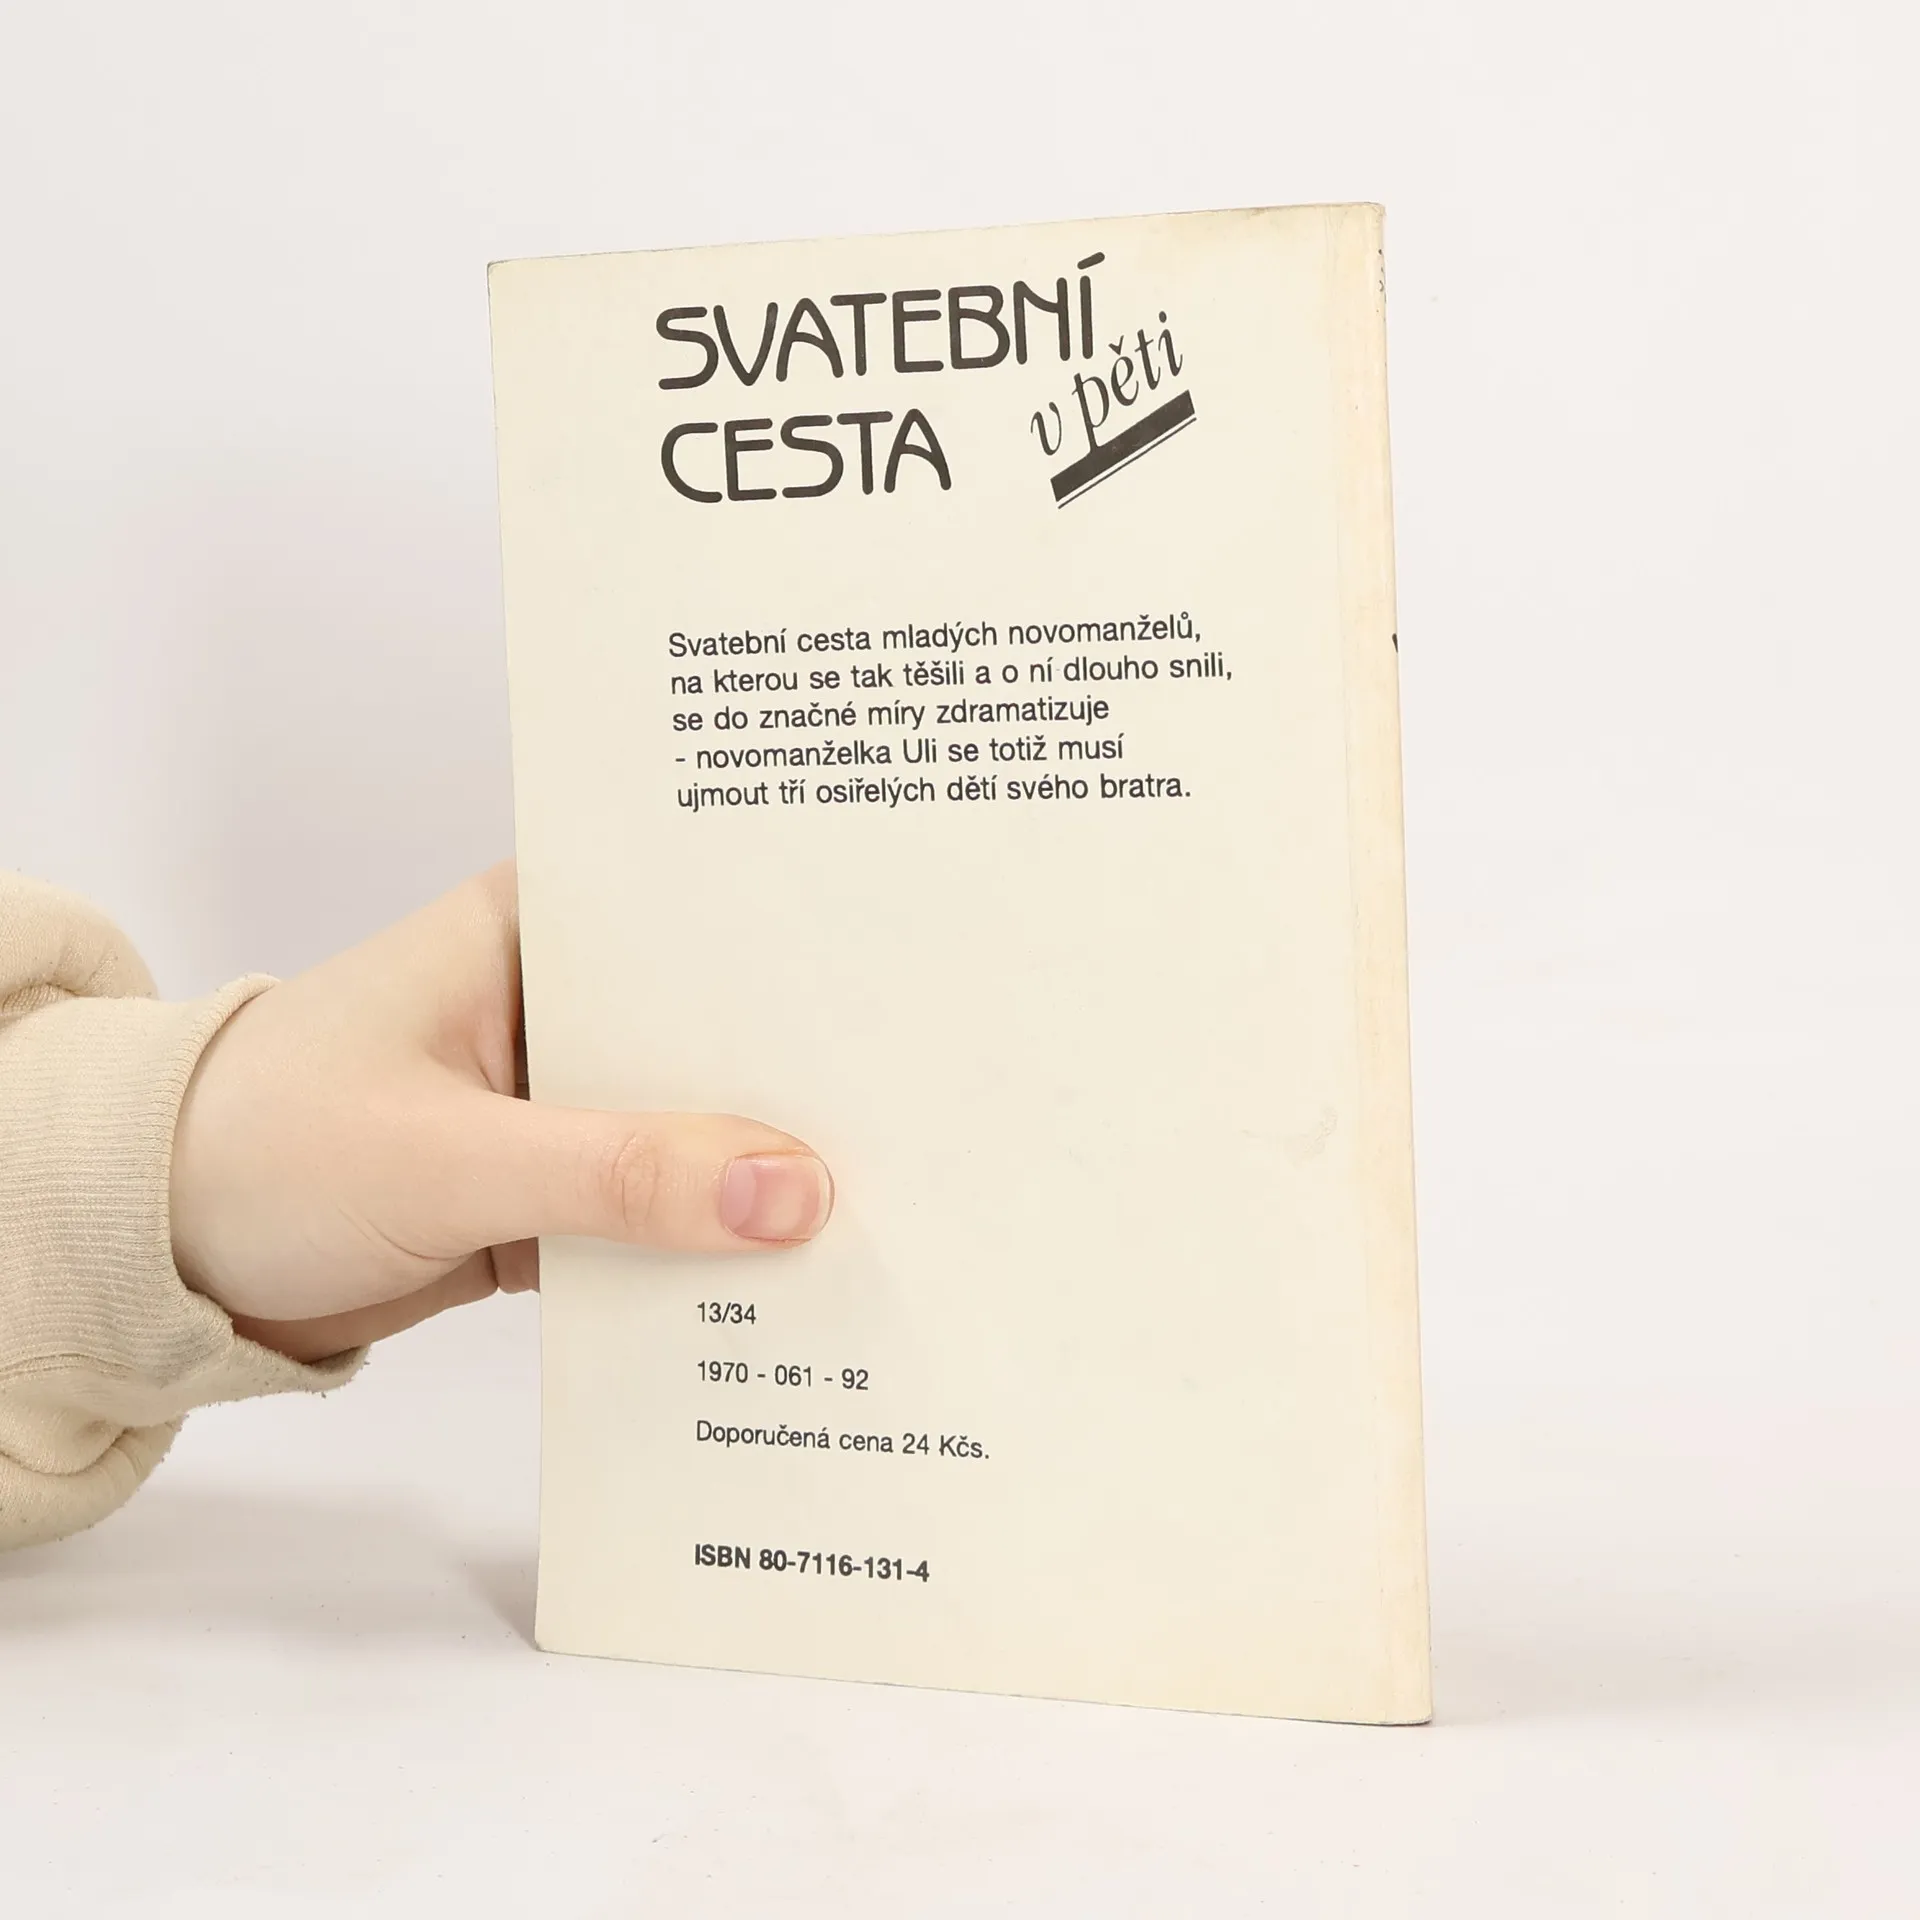 SVATEBNÍ
CESTA
v pěti
Svatební cesta mladých novomanželů,
na kterou se tak těšili a o ní dlouho snili,
se do značné míry zdramatizuje
- novomanželka Uli se totiž musí
ujmout tří osiřelých dětí svého bratra.
13/34
1970 - 061 - 92
Doporučená cena 24 Kčs.
ISBN 80-7116-131-4